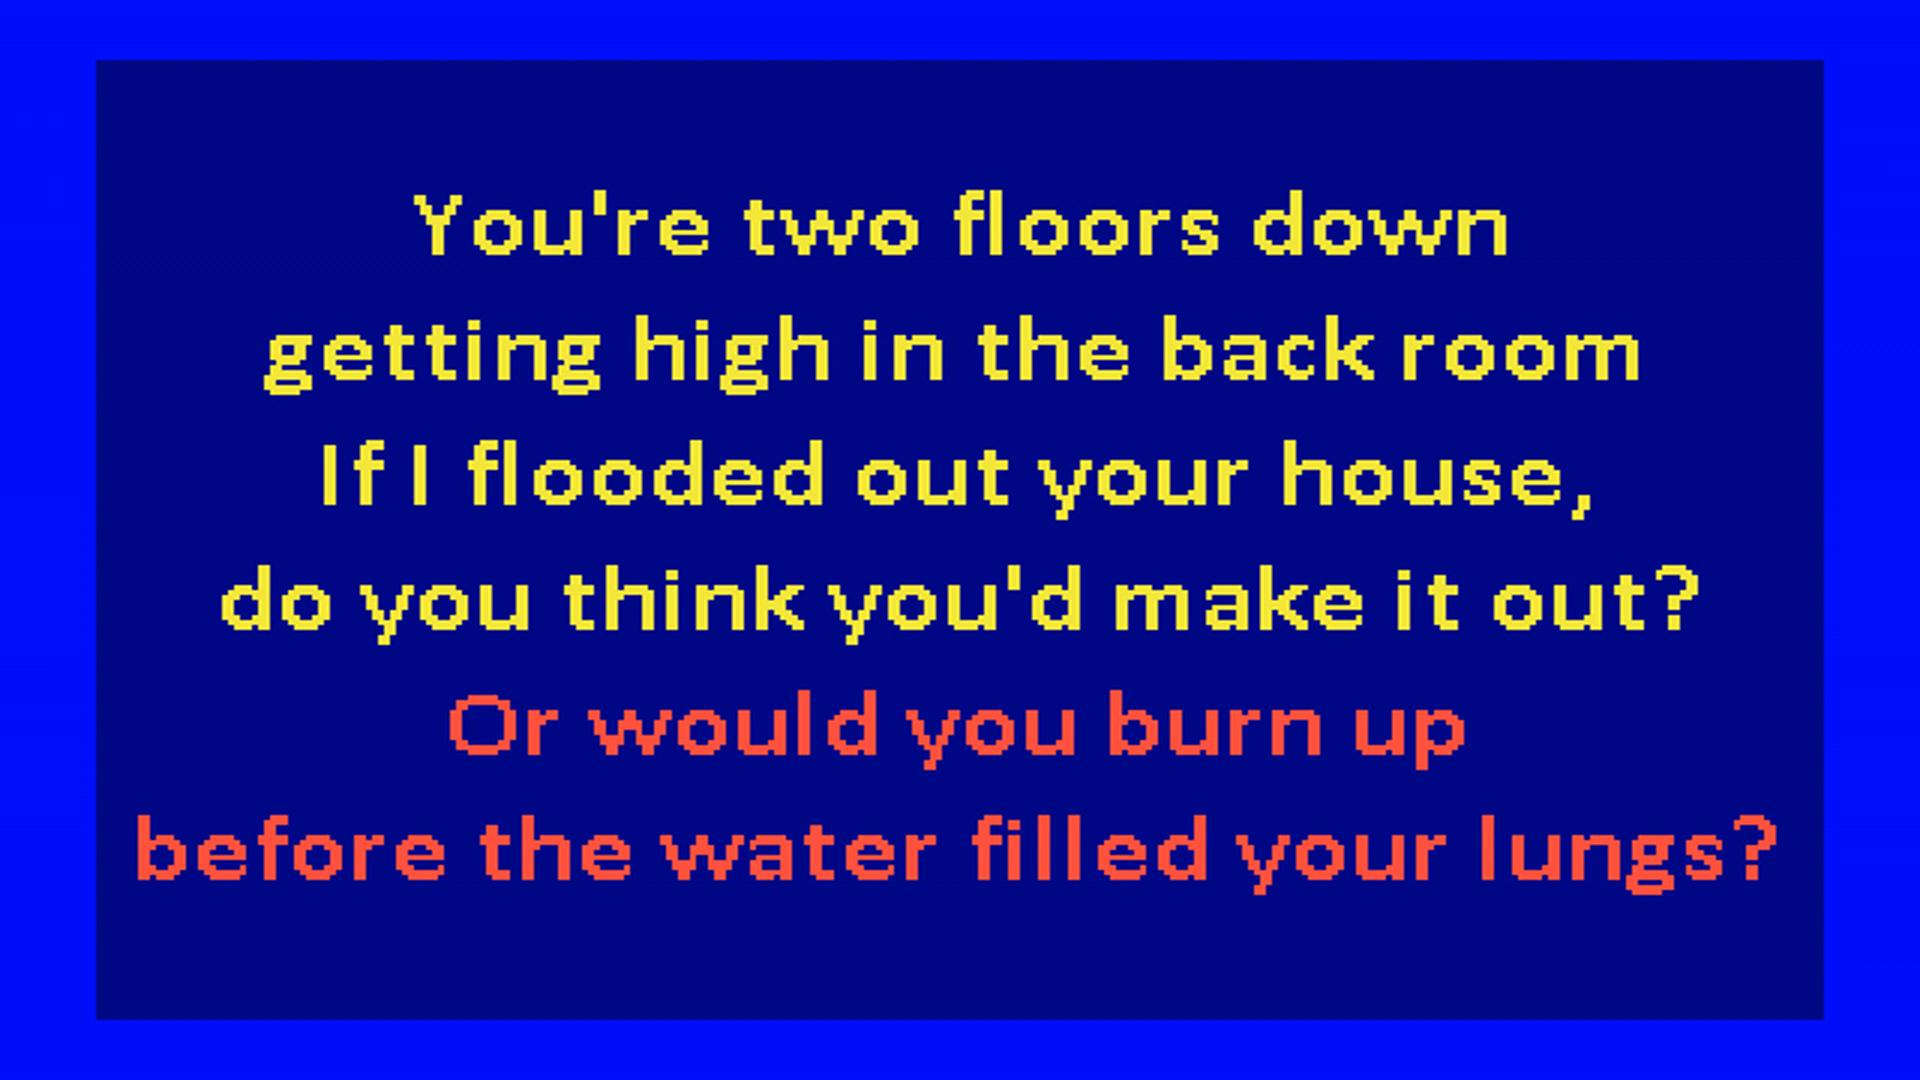 You're two floors down
getting high in the back room
If I flooded out your house,
do you think you'd make it out?
Or would you burn up
before the water filled your lungs?